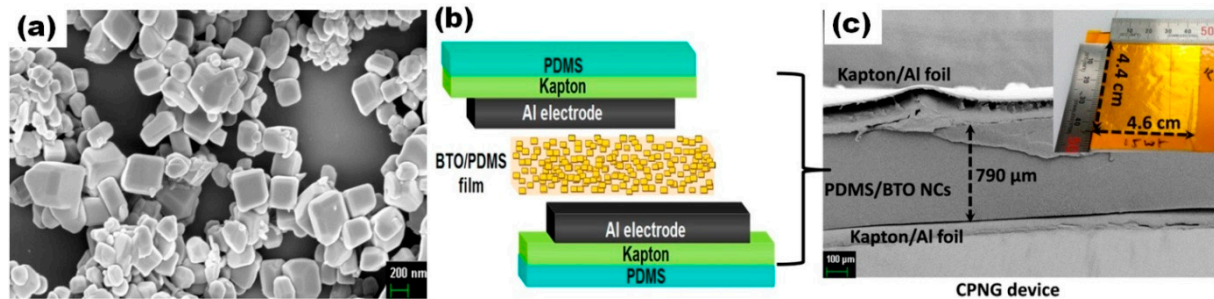 (a)
200 nm
(b)
PDMS
Kapton
Al electrode
BTO/PDMS
film
Al electrode
Kapton
PDMS
(c)
Kapton/Al foil
4.4 cm
4.6 cm
50
790 µm
PDMS/BTO NCs
Kapton/Al foil
100 µm
CPNG device